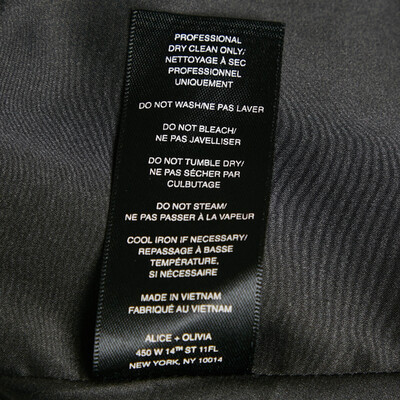 PROFESSIONAL
DRY CLEAN ONLY/
NETTOYAGE À SEC
PROFESSIONNEL
UNIQUEMENT
DO NOT WASH/NE PAS LAVER
DO NOT BLEACH/
NE PAS JAVELLISER
DO NOT TUMBLE DRY/
NE PAS SÉCHER PAR
CULBUTAGE
DO NOT STEAM/
NE PAS PASSER À LA VAPEUR
COOL IRON IF NECESSARY/
REPASSAGE À BASSE
TEMPÉRATURE,
SI NÉCESSAIRE
MADE IN VIETNAM
FABRIQUÉ AU VIETNAM
ALICE + OLIVIA
450 W 14TH ST 11FL
NEW YORK, NY 10014